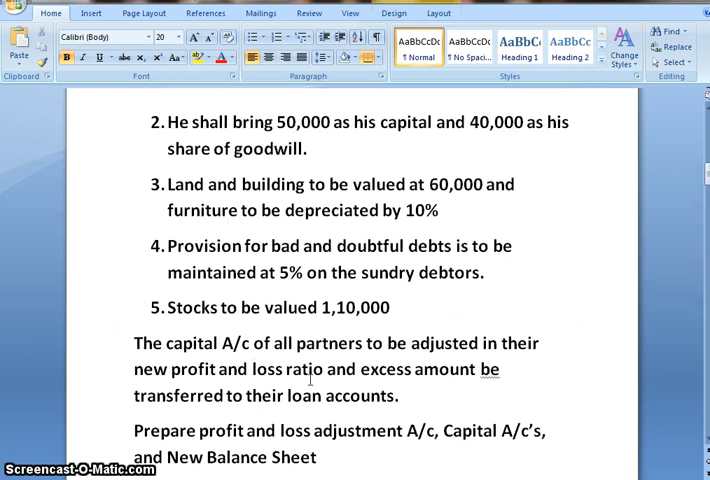 Home Insert Page Layout References Mailings Review View Design Layout
Calibri (Body) 20 A A Find
Paste AaBbCcDc AaBbCcDc AaBbC AaBbCc Change Styles Replace
B I U abc x₂ x² Aa A ¶ Normal ¶ No Spaci... Heading 1 Heading 2 Select
Clipboard Font Paragraph Styles Editing
2. He shall bring 50,000 as his capital and 40,000 as his
share of goodwill.
3. Land and building to be valued at 60,000 and
furniture to be depreciated by 10%
4. Provision for bad and doubtful debts is to be
maintained at 5% on the sundry debtors.
5. Stocks to be valued 1,10,000
The capital A/c of all partners to be adjusted in their
new profit and loss ratio and excess amount be
transferred to their loan accounts.
Prepare profit and loss adjustment A/c, Capital A/c's,
and New Balance Sheet
Screencast-O-Matic.com